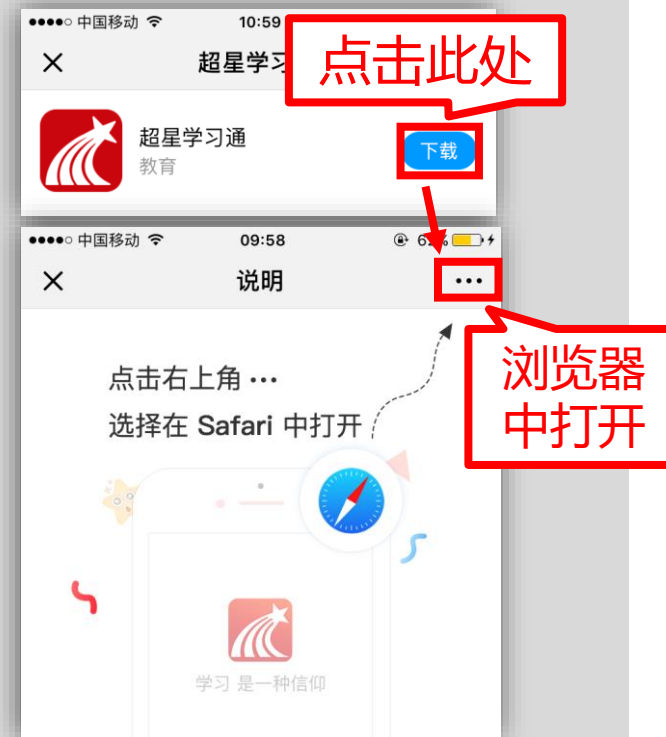 中国移动 10:59
超星学习
点击此处
超星学习通
教育
下载
中国移动 09:58
说明
•••
点击右上角 •••
选择在 Safari 中打开
浏览器
中打开
学习 是一种信仰